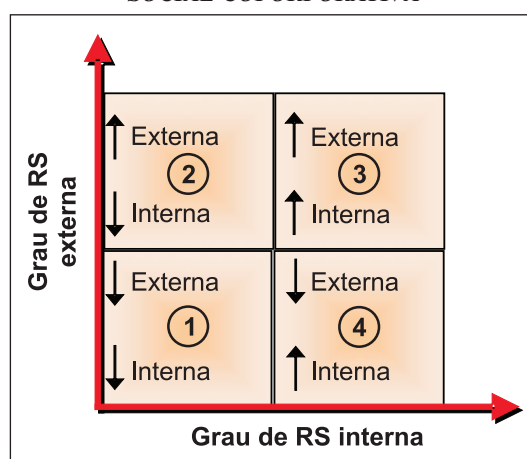 SOCIAL
Grau de RS
externa
Externa
2
Interna
Externa
3
Interna
Externa
1
Interna
Externa
4
Interna
Grau de RS interna